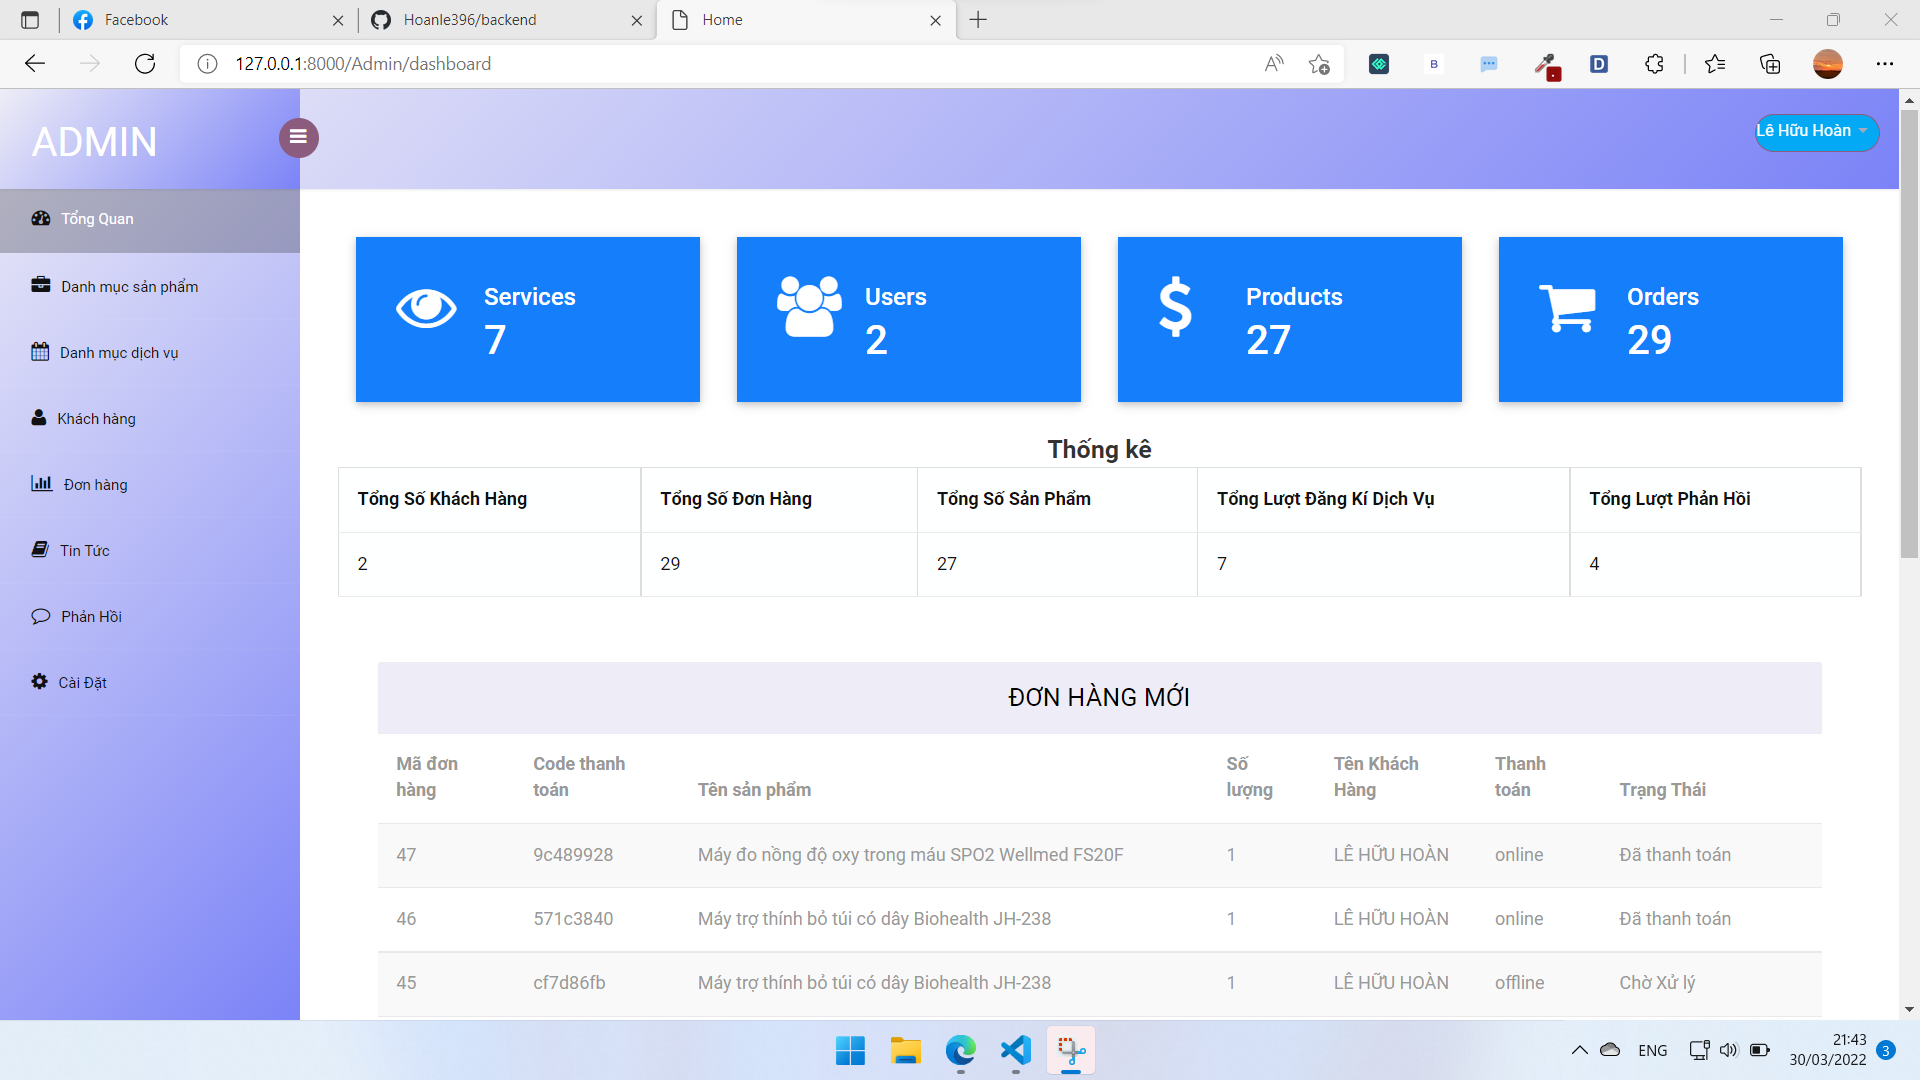 Facebook
Hoanle396/backend
Home
127.0.0.1:8000/Admin/dashboard
ADMIN
Lê Hữu Hoàn
Tổng Quan
Danh mục sản phẩm
Danh mục dịch vụ
Khách hàng
Đơn hàng
Tin Tức
Phản Hồi
Cài Đặt
Services
7
Users
2
Products
27
Orders
29
Thống kê
Tổng Số Khách Hàng Tổng Số Đơn Hàng Tổng Số Sản Phẩm Tổng Lượt Đăng Kí Dịch Vụ Tổng Lượt Phản Hồi
2 29 27 7 4
ĐƠN HÀNG MỚI
Mã đơn hàng Code thanh toán Tên sản phẩm Số lượng Tên Khách Hàng Thanh toán Trạng Thái
47 9c489928 Máy đo nồng độ oxy trong máu SPO2 Wellmed FS20F 1 LÊ HỮU HOÀN online Đã thanh toán
46 571c3840 Máy trợ thính bỏ túi có dây Biohealth JH-238 1 LÊ HỮU HOÀN online Đã thanh toán
45 cf7d86fb Máy trợ thính bỏ túi có dây Biohealth JH-238 1 LÊ HỮU HOÀN offline Chờ Xử lý
ENG
21:43
30/03/2022
3